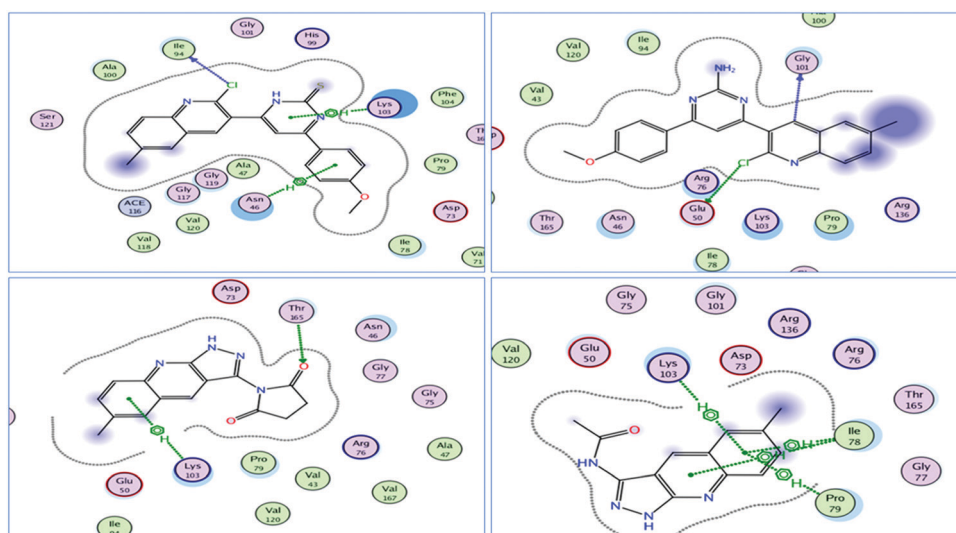 Gly
101
His
99
Ile
94
Cl
Ala
100
NH
S
N
Lys
103
H
Phe
104
Ser
121
N
Ala
47
H
Pro
79
Gly
119
Gly
117
Asn
46
O
Asp
73
ACE
116
Val
120
Val
118
Ile
78
Val
71
Ala
100
Val
120
Ile
94
NH₂
Gly
101
Val
43
N
N
O
Cl
N
Arg
76
Glu
50
Arg
136
Thr
165
Asn
46
Lys
103
Pro
79
Ile
78
Asp
73
Thr
165
Asn
46
H
N
N
N
N
O
O
Gly
77
Gly
75
H
Lys
103
Pro
79
Arg
76
Ala
47
Glu
50
Val
43
Val
167
Val
120
Ile
Gly
75
Gly
101
Arg
136
Val
120
Glu
50
Lys
103
Asp
73
Arg
76
H
Thr
165
O
HN
H
H
H
Ile
78
Gly
77
N
N
H
N
Pro
79